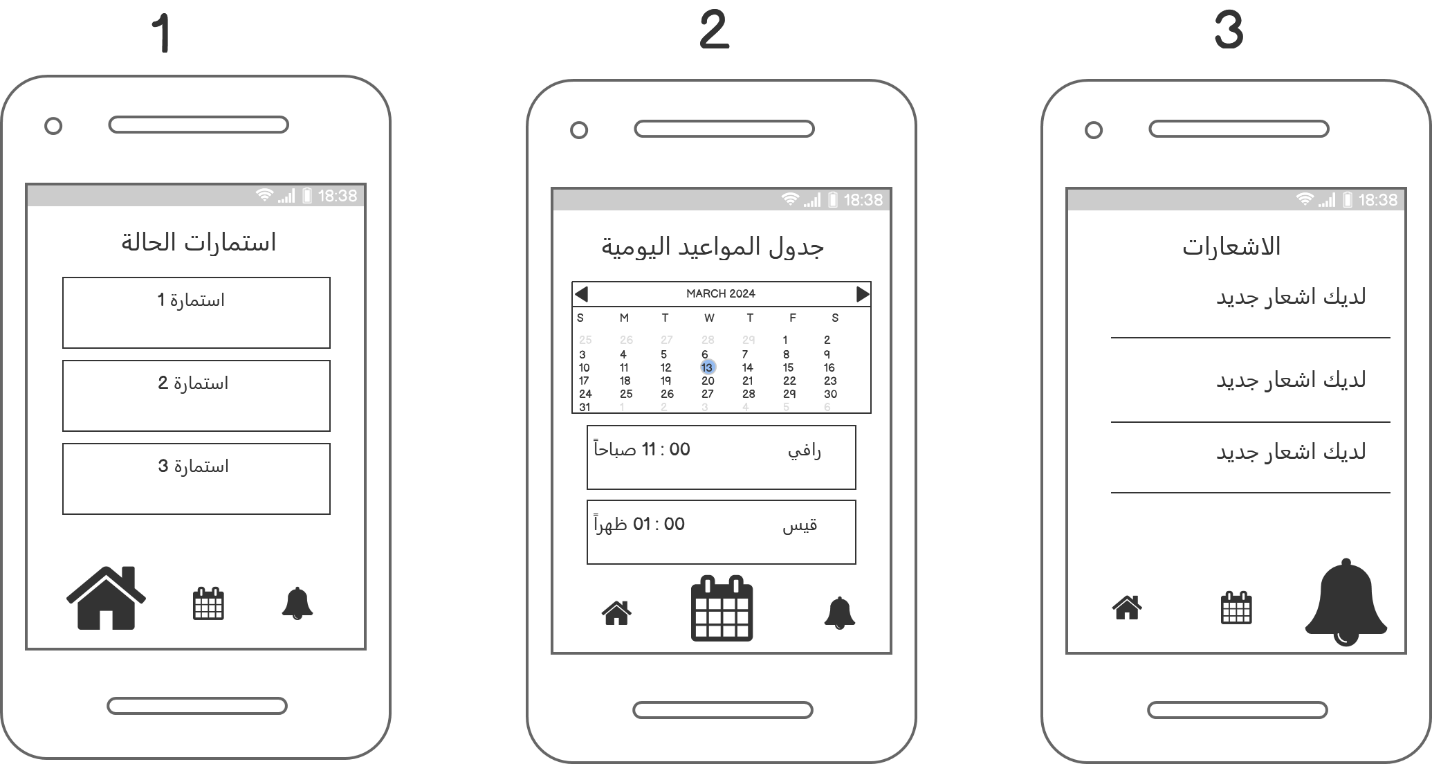 1
18:38
استمارات الحالة
استمارة 1
استمارة 2
استمارة 3
2
18:38
جدول المواعيد اليومية
MARCH 2024
S M T W T F S
25 26 27 28 29 1 2
3 4 5 6 7 8 9
10 11 12 13 14 15 16
17 18 19 20 21 22 23
24 25 26 27 28 29 30
31 1 2 3 4 5 6
رافي 11 : 00 صباحاً
قيس 01 : 00 ظهراً
3
18:38
الاشعارات
لديك اشعار جديد
لديك اشعار جديد
لديك اشعار جديد